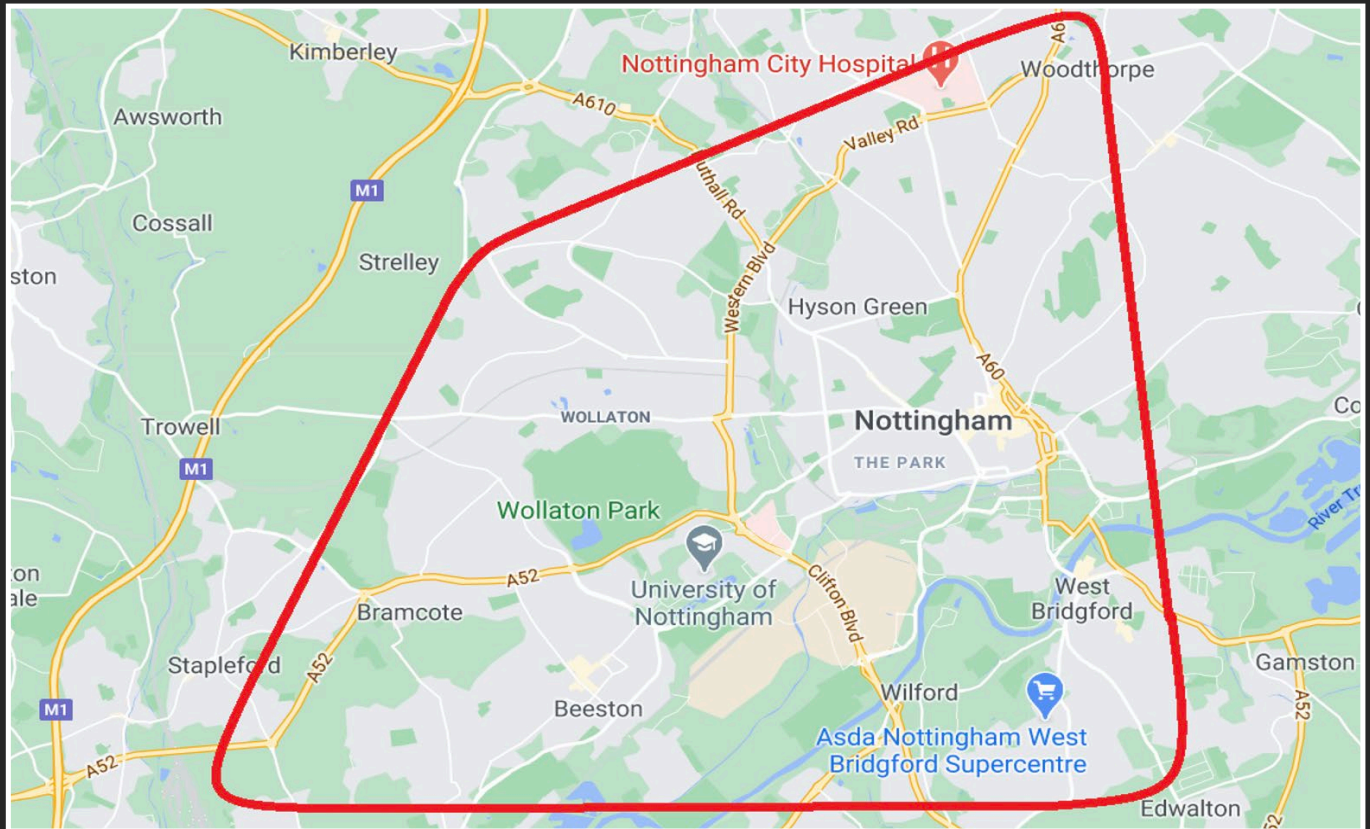 Kimberley
Nottingham City Hospital
A6
Woodthorpe
A610
Awsworth
Valley Rd
M1
uthall Rd
Cossall
Strelley
ston
Western Blvd
Hyson Green
A60
WOLLATON
Nottingham
Co
Trowell
THE PARK
M1
Wollaton Park
River Tr
on
ale
A52
University of
Nottingham
Clifton Blvd
West
Bridgford
Bramcote
Stapleford
A52
Gamston
Wilford
Beeston
M1
A52
Asda Nottingham West
Bridgford Supercentre
A52
Edwalton
52